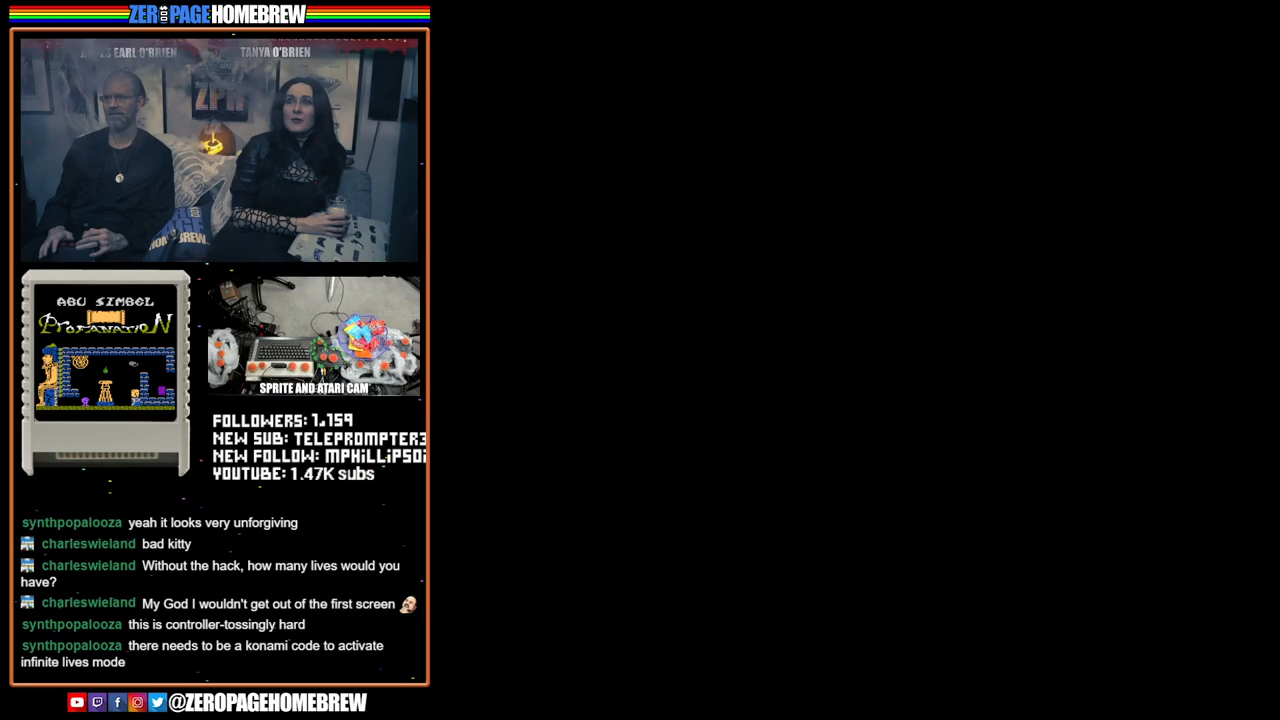 ZEROPAGE HOMEBREW
EARL O'BRIEN
TANYA O'BRIEN
ZPH
ABU SIMBEL
PROFANATION
SPRITE AND ATARI CAM
FOLLOWERS: 1,159
NEW SUB: TELEPROMPTER3
NEW FOLLOW: MPHILLIPSOI
YOUTUBE: 1.47K subs
synthpopalooza yeah it looks very unforgiving
charleswieland bad kitty
charleswieland Without the hack, how many lives would you
have?
charleswieland My God I wouldn't get out of the first screen
synthpopalooza this is controller-tossingly hard
synthpopalooza there needs to be a konami code to activate
infinite lives mode
@ZEROPAGEHOMEBREW